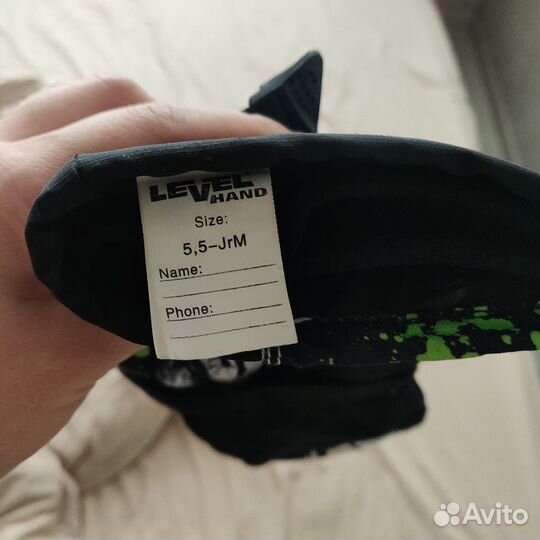 LEVEL
HAND
Size:
5,5-JrM
Name:
Phone:
Avito